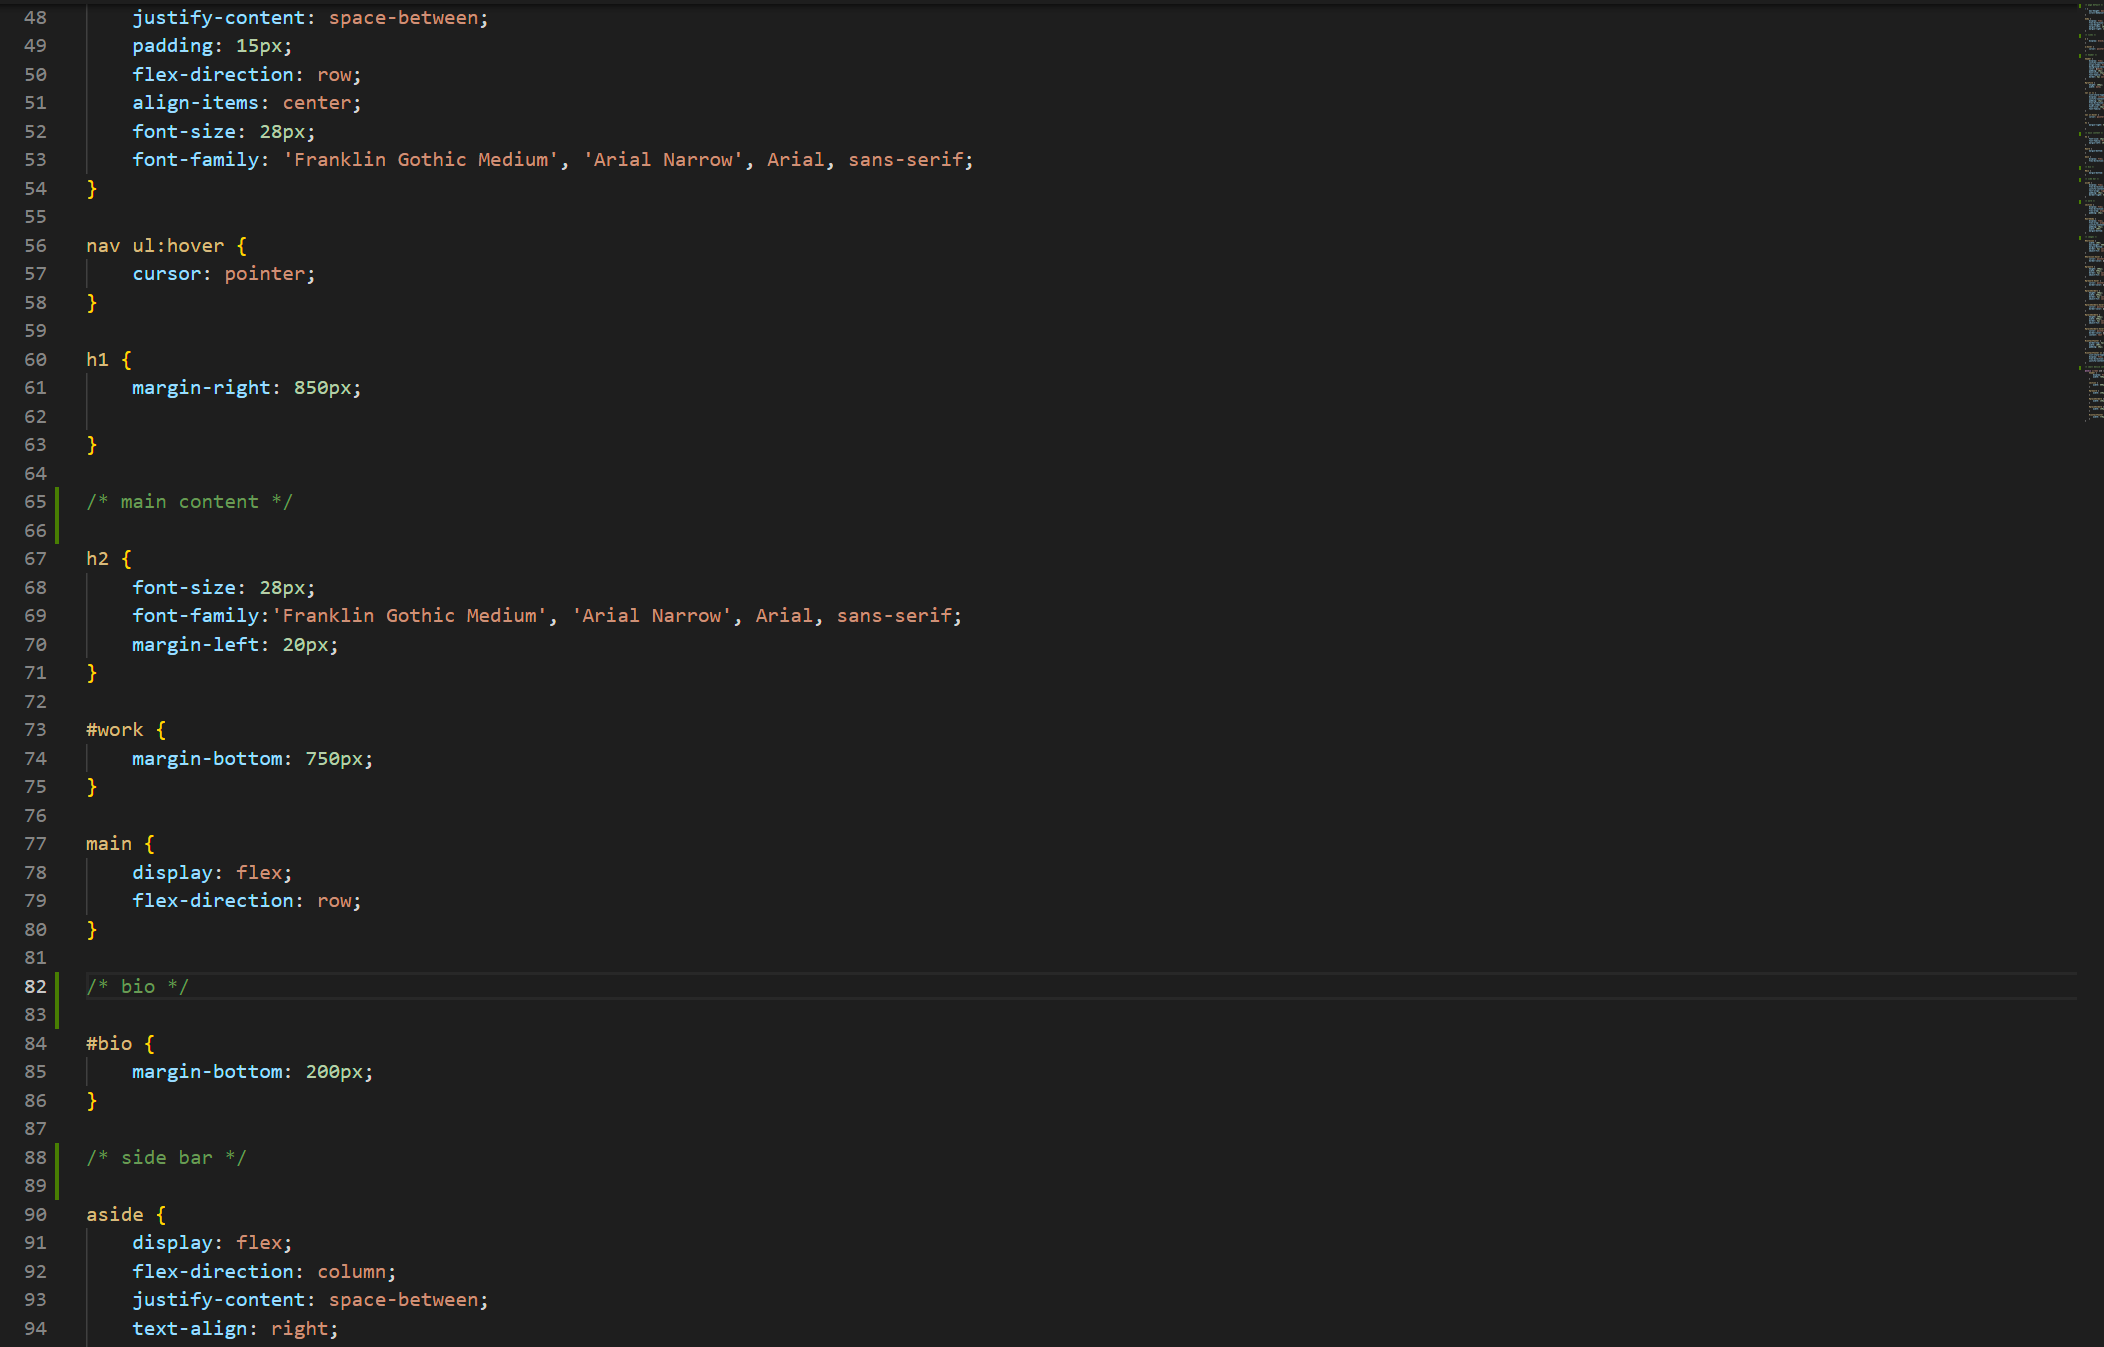 48 justify-content: space-between;
49 padding: 15px;
50 flex-direction: row;
51 align-items: center;
52 font-size: 28px;
53 font-family: 'Franklin Gothic Medium', 'Arial Narrow', Arial, sans-serif;
54 }
55
56 nav ul:hover {
57 cursor: pointer;
58 }
59
60 h1 {
61 margin-right: 850px;
62
63 }
64
65 /* main content */
66
67 h2 {
68 font-size: 28px;
69 font-family:'Franklin Gothic Medium', 'Arial Narrow', Arial, sans-serif;
70 margin-left: 20px;
71 }
72
73 #work {
74 margin-bottom: 750px;
75 }
76
77 main {
78 display: flex;
79 flex-direction: row;
80 }
81
82 /* bio */
83
84 #bio {
85 margin-bottom: 200px;
86 }
87
88 /* side bar */
89
90 aside {
91 display: flex;
92 flex-direction: column;
93 justify-content: space-between;
94 text-align: right;